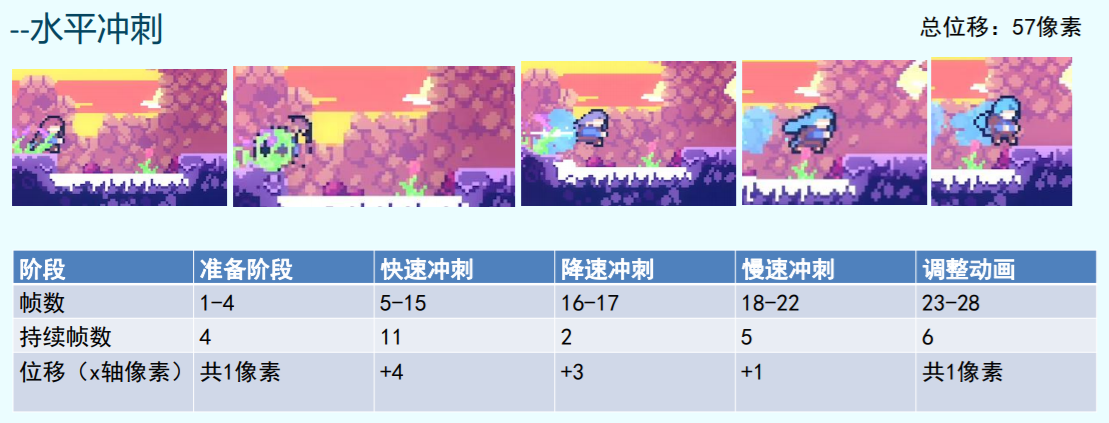 --水平冲刺
总位移：57像素
阶段 准备阶段 快速冲刺 降速冲刺 慢速冲刺 调整动画
帧数 1-4 5-15 16-17 18-22 23-28
持续帧数 4 11 2 5 6
位移（x轴像素） 共1像素 +4 +3 +1 共1像素